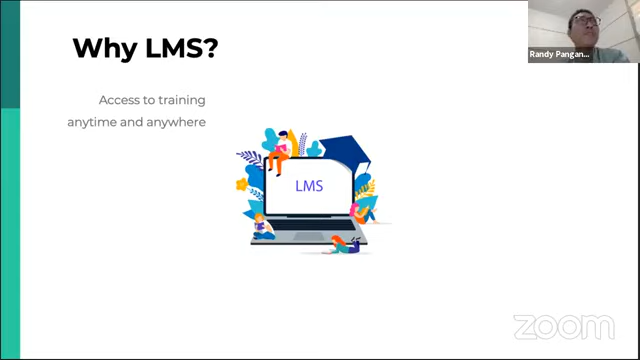 Why LMS?
Access to training
anytime and anywhere
LMS
Randy Pangan...
zoom